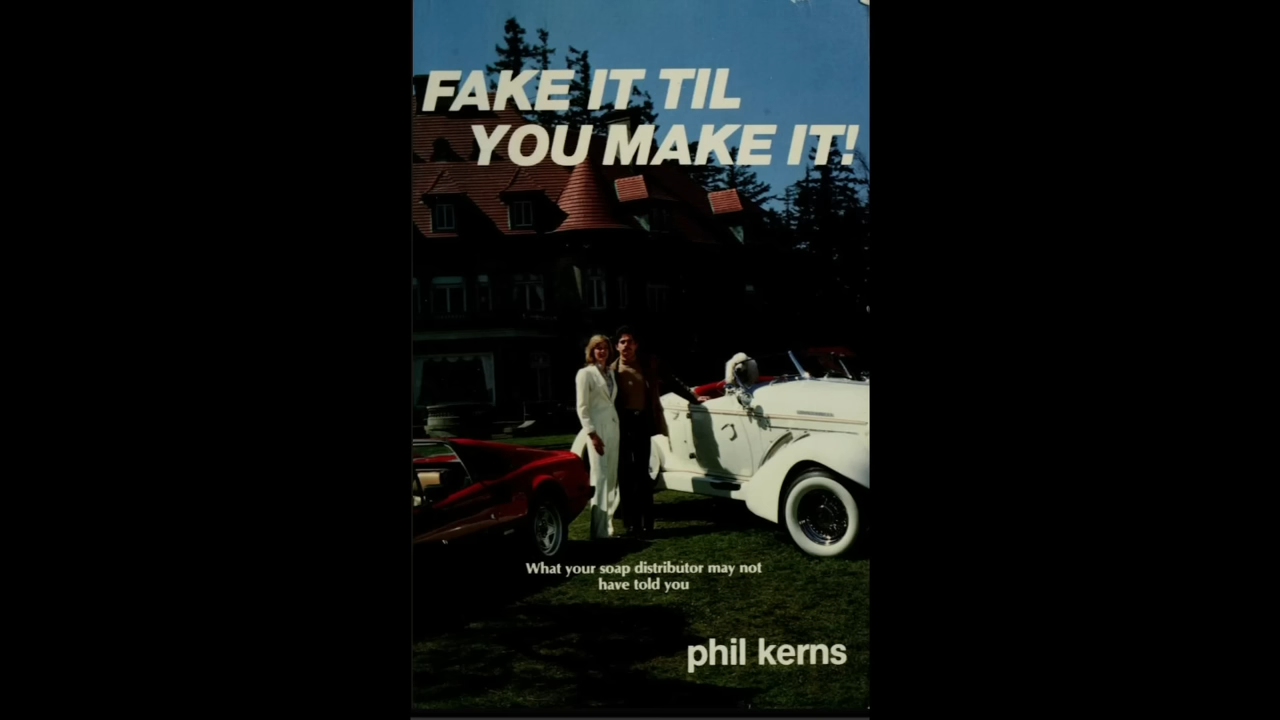 FAKE IT TIL
YOU MAKE IT!
What your soap distributor may not
have told you
phil kerns